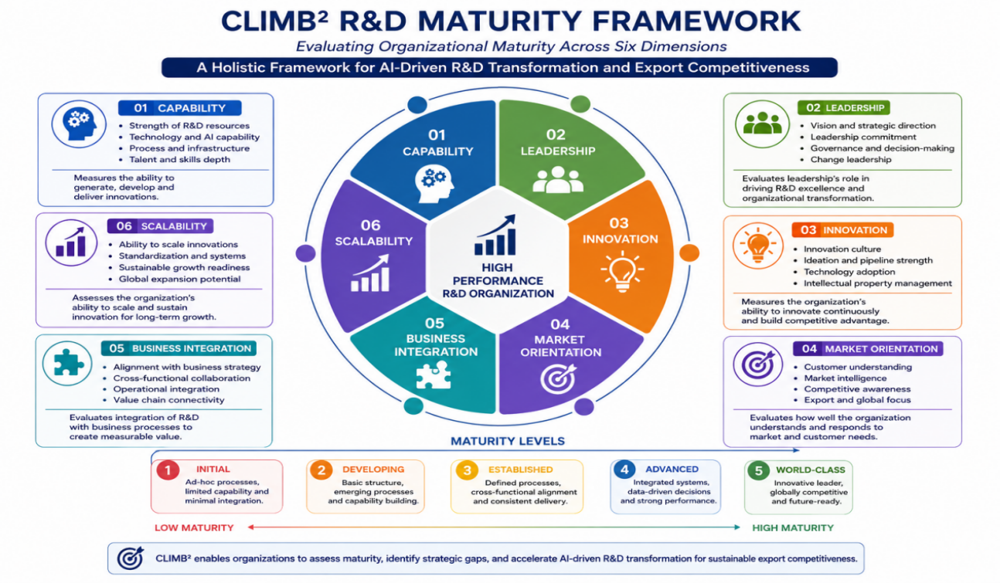 CLIMB² R&D MATURITY FRAMEWORK
Evaluating Organizational Maturity Across Six Dimensions
A Holistic Framework for AI-Driven R&D Transformation and Export Competitiveness
01 CAPABILITY
• Strength of R&D resources
• Technology and AI capability
• Process and infrastructure
• Talent and skills depth
Measures the ability to
generate, develop and
deliver innovations.
06 SCALABILITY
• Ability to scale innovations
• Standardization and systems
• Sustainable growth readiness
• Global expansion potential
Assesses the organization's
ability to scale and sustain
innovation for long-term growth.
05 BUSINESS INTEGRATION
• Alignment with business strategy
• Cross-functional collaboration
• Operational integration
• Value chain connectivity
Evaluates integration of R&D
with business processes to
create measurable value.
01
CAPABILITY
02
LEADERSHIP
03
INNOVATION
04
MARKET
ORIENTATION
05
BUSINESS
INTEGRATION
06
SCALABILITY
HIGH
PERFORMANCE
R&D ORGANIZATION
02 LEADERSHIP
• Vision and strategic direction
• Leadership commitment
• Governance and decision-making
• Change leadership
Evaluates leadership's role in
driving R&D excellence and
organizational transformation.
03 INNOVATION
• Innovation culture
• Ideation and pipeline strength
• Technology adoption
• Intellectual property management
Measures the organization's
ability to innovate continuously
and build competitive advantage.
04 MARKET ORIENTATION
• Customer understanding
• Market intelligence
• Competitive awareness
• Export and global focus
Evaluates how well the organization
understands and responds to
market and customer needs.
MATURITY LEVELS
1 INITIAL
Ad-hoc processes,
limited capability and
minimal integration.
2 DEVELOPING
Basic structure,
emerging processes
and capability building.
3 ESTABLISHED
Defined processes,
cross-functional alignment
and consistent delivery.
4 ADVANCED
Integrated systems,
data-driven decisions
and strong performance.
5 WORLD-CLASS
Innovative leader,
globally competitive
and future-ready.
LOW MATURITY
HIGH MATURITY
CLIMB² enables organizations to assess maturity, identify strategic gaps, and accelerate AI-driven R&D transformation for sustainable export competitiveness.